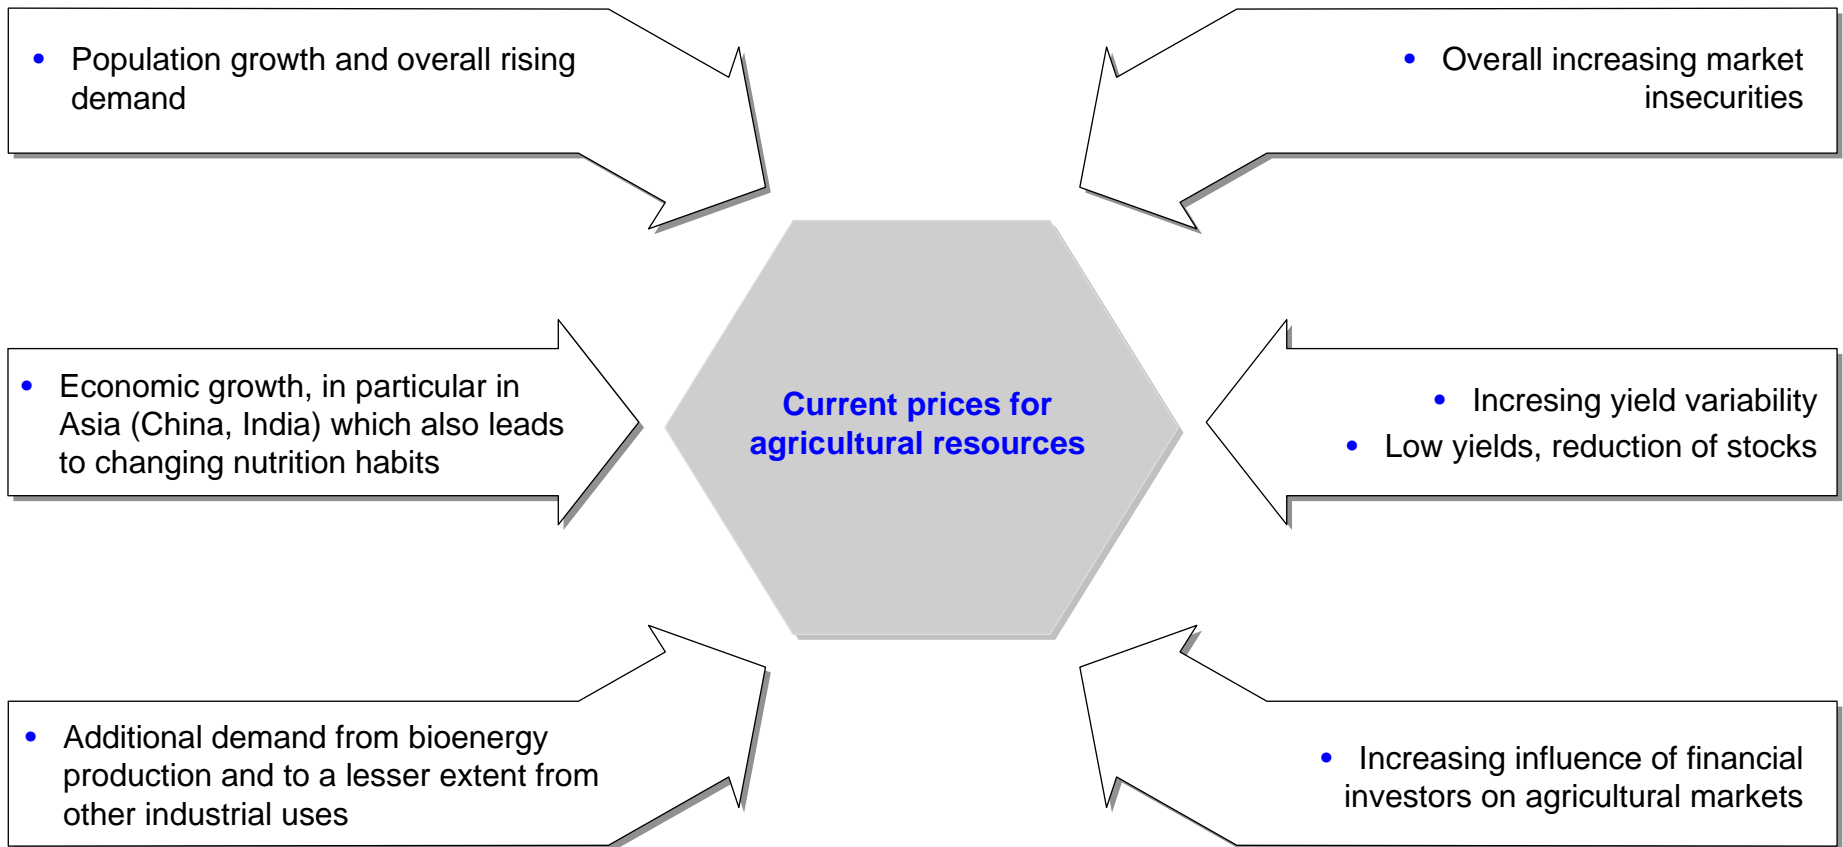 • Population growth and overall rising
demand
• Overall increasing market
insecurities
• Economic growth, in particular in
Asia (China, India) which also leads
to changing nutrition habits
Current prices for
agricultural resources
• Incresing yield variability
• Low yields, reduction of stocks
• Additional demand from bioenergy
production and to a lesser extent from
other industrial uses
• Increasing influence of financial
investors on agricultural markets